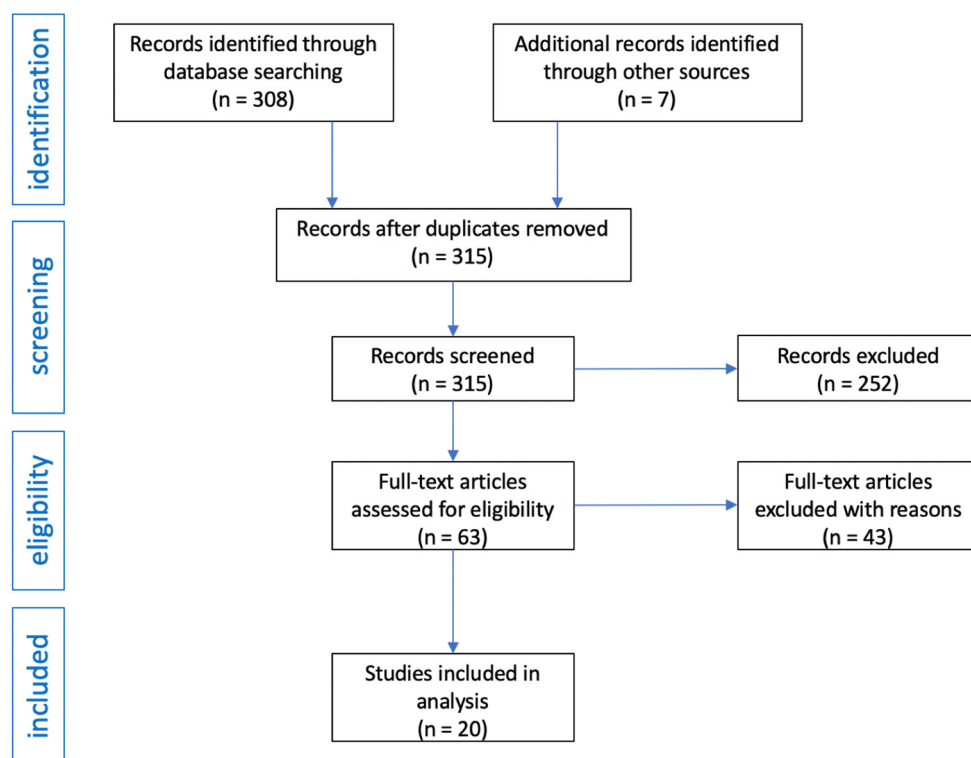 identification
Records identified through
database searching
(n = 308)
Additional records identified
through other sources
(n = 7)
screening
Records after duplicates removed
(n = 315)
Records screened
(n = 315)
Records excluded
(n = 252)
eligibility
Full-text articles
assessed for eligibility
(n = 63)
Full-text articles
excluded with reasons
(n = 43)
included
Studies included in
analysis
(n = 20)